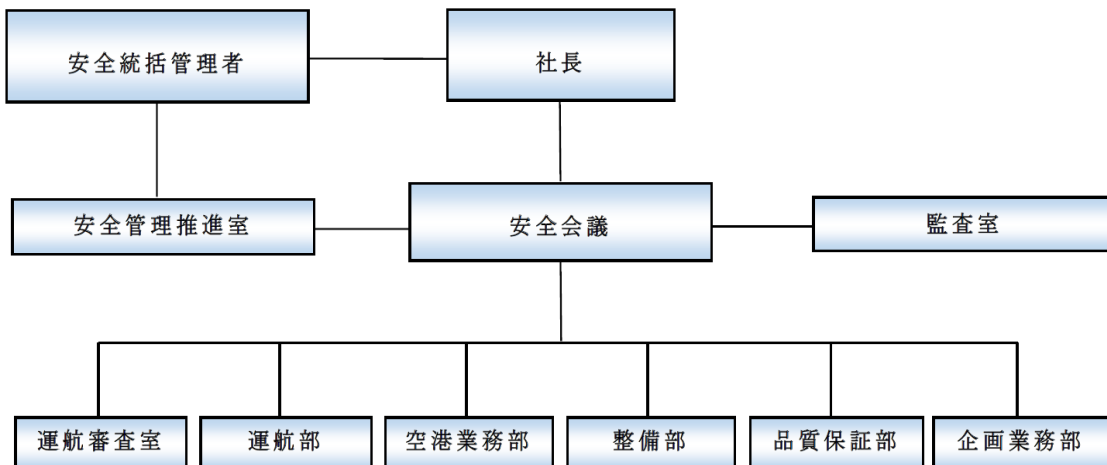 安全統括管理者
社長
安全管理推進室
安全会議
監査室
運航審査室
運航部
空港業務部
整備部
品質保証部
企画業務部